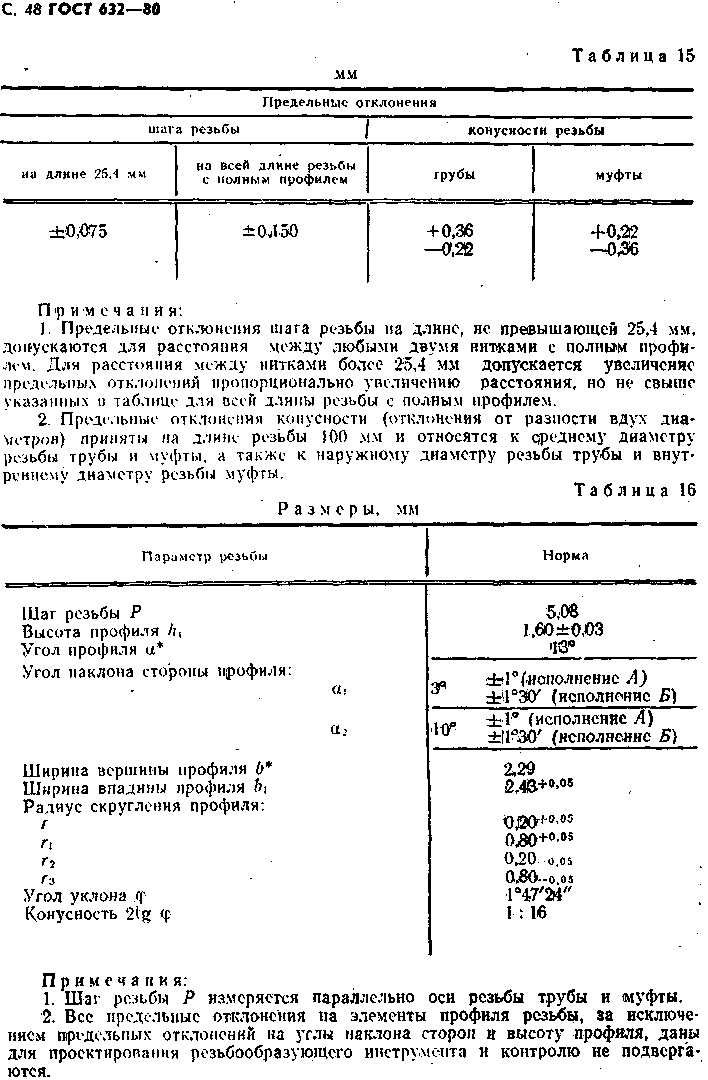 С. 48 ГОСТ 632—80
Таблица 15
мм
Предельные отклонения
шага резьбы
конусности резьбы
на длине 25,4 мм
на всей длине резьбы
с полным профилем
трубы
муфты
±0,075
±0,150
+0,36
—0,22
+0,22
—0,36
Примечания:
1. Предельные отклонения шага резьбы на длине, не превышающей 25,4 мм,
допускаются для расстояния между любыми двумя нитками с полным профи-
лем. Для расстояния между нитками более 25,4 мм допускается увеличение
предельных отклонений пропорционально увеличению расстояния, но не свыше
указанных в таблице для всей длины резьбы с полным профилем.
2. Предельные отклонения конусности (отклонения от разности вдух диа-
метров) приняты на длине резьбы 100 мм и относятся к среднему диаметру
резьбы трубы и муфты, а также к наружному диаметру резьбы трубы и внут-
реннему диаметру резьбы муфты.
Таблица 16
Размеры, мм
Параметр резьбы
Норма
Шаг резьбы P
5,08
Высота профиля h₁
1,60±0,03
Угол профиля α*
13°
Угол наклона стороны профиля:
α₁
3°
±1° (исполнение А)
±1°30′ (исполнение Б)
α₂
10°
±1° (исполнение А)
±1°30′ (исполнение Б)
Ширина вершины профиля b*
2,29
Ширина впадины профиля b₁
2,43+0,05
Радиус скругления профиля:
r
0,20+0,05
r₁
0,80+0,05
r₂
0,20−0,05
r₃
0,80−0,05
Угол уклона φ
1°47′24″
Конусность 2tg φ
1 : 16
Примечания:
1. Шаг резьбы P измеряется параллельно оси резьбы трубы и муфты.
2. Все предельные отклонения на элементы профиля резьбы, за исключе-
нием предельных отклонений на углы наклона сторон и высоту профиля, даны
для проектирования резьбообразующего инструмента и контролю не подверга-
ются.